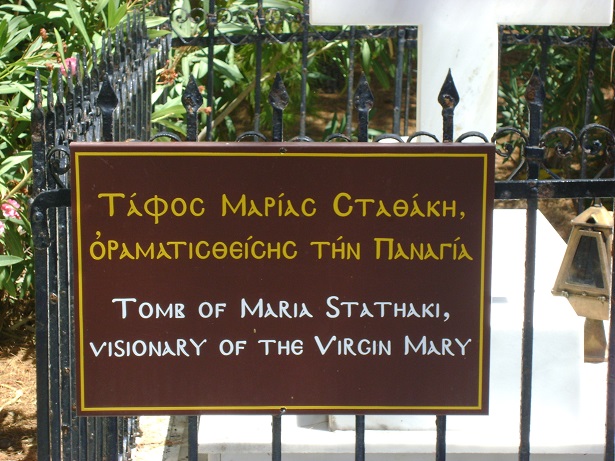 Τάφος Μαρίας Σταθάκη,
ὁραματισθείσης τήν Παναγία
Tomb of Maria Stathaki,
visionary of the Virgin Mary